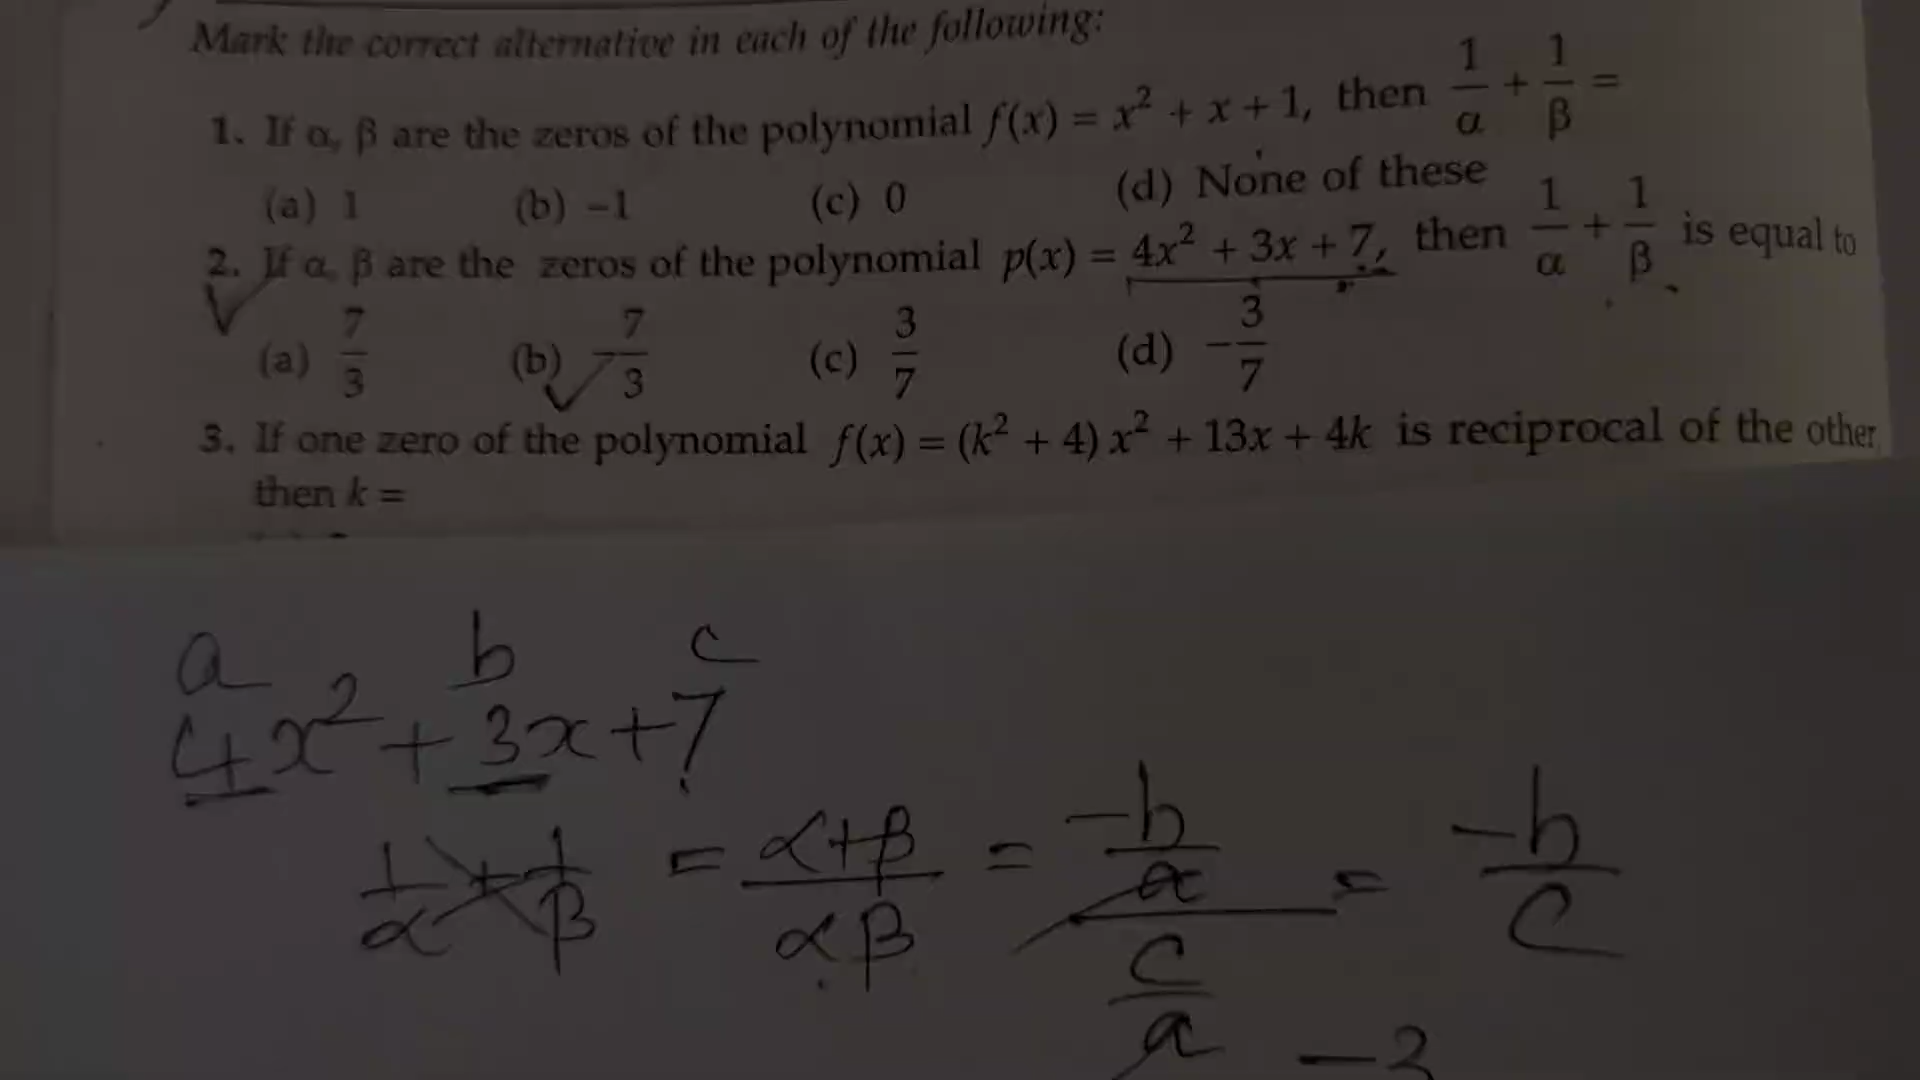 Mark the correct alternative in each of the following:
1. If α, β are the zeros of the polynomial f(x) = x² + x + 1, then 1/α + 1/β =
(a) 1 (b) -1 (c) 0 (d) None of these
2. If α, β are the zeros of the polynomial p(x) = 4x² + 3x + 7, then 1/α + 1/β is equal to
(a) 7/3 (b) -7/3 (c) 3/7 (d) -3/7
3. If one zero of the polynomial f(x) = (k² + 4) x² + 13x + 4k is reciprocal of the other,
then k =
a b c
4x² + 3x + 7
1/α + 1/β = α+β/αβ = -b/a / c/a = -b/c
-3